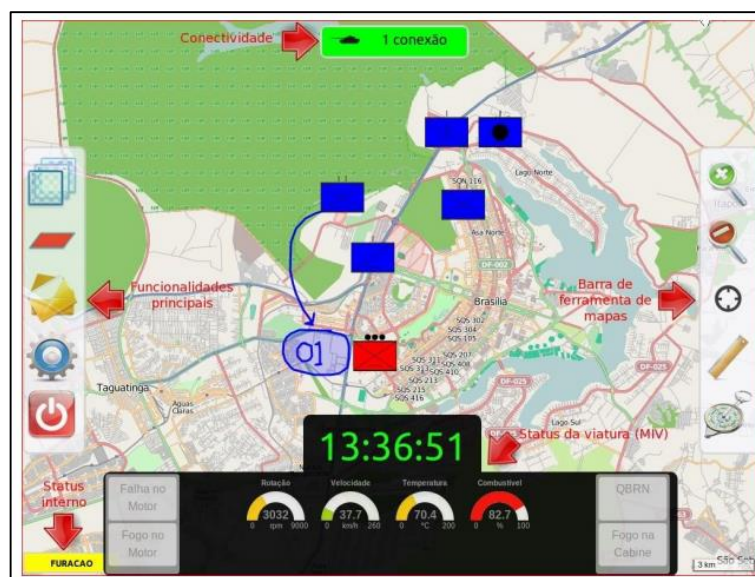 Conectividade
1 conexão
Lago Norte
SQN 116
Asa Norte
DF-002
Funcionalidades
principais
Barra de
ferramenta de
mapas
Brasília
SQS 302
SQS 304
SQS 105
01
SQS 311
SQS 207
SQS 313
SQS 408
SQS 410
SQS 213
SQS 215
SQS 416
DF-025
DF-025
Taguatinga
Aguas
Claras
Lago Sul
13:36:51
Status da viatura (MIV)
Status
interno
Falha no
Motor
Fogo no
Motor
Rotação
3032
0 rpm 9000
Velocidade
37.7
0 km/h 260
Temperatura
70.4
0 °C 200
Combustível
82.7
0 % 100
QBRN
Fogo na
Cabine
FURACAO
3 km
São Seb